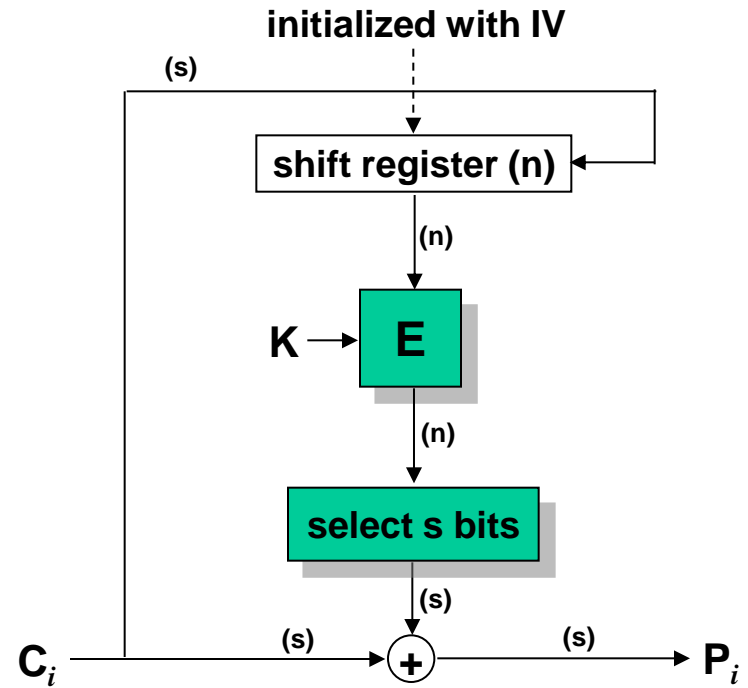 initialized with IV
(s)
shift register (n)
(n)
K
E
(n)
select s bits
(s)
C_i
(s)
+
(s)
P_i